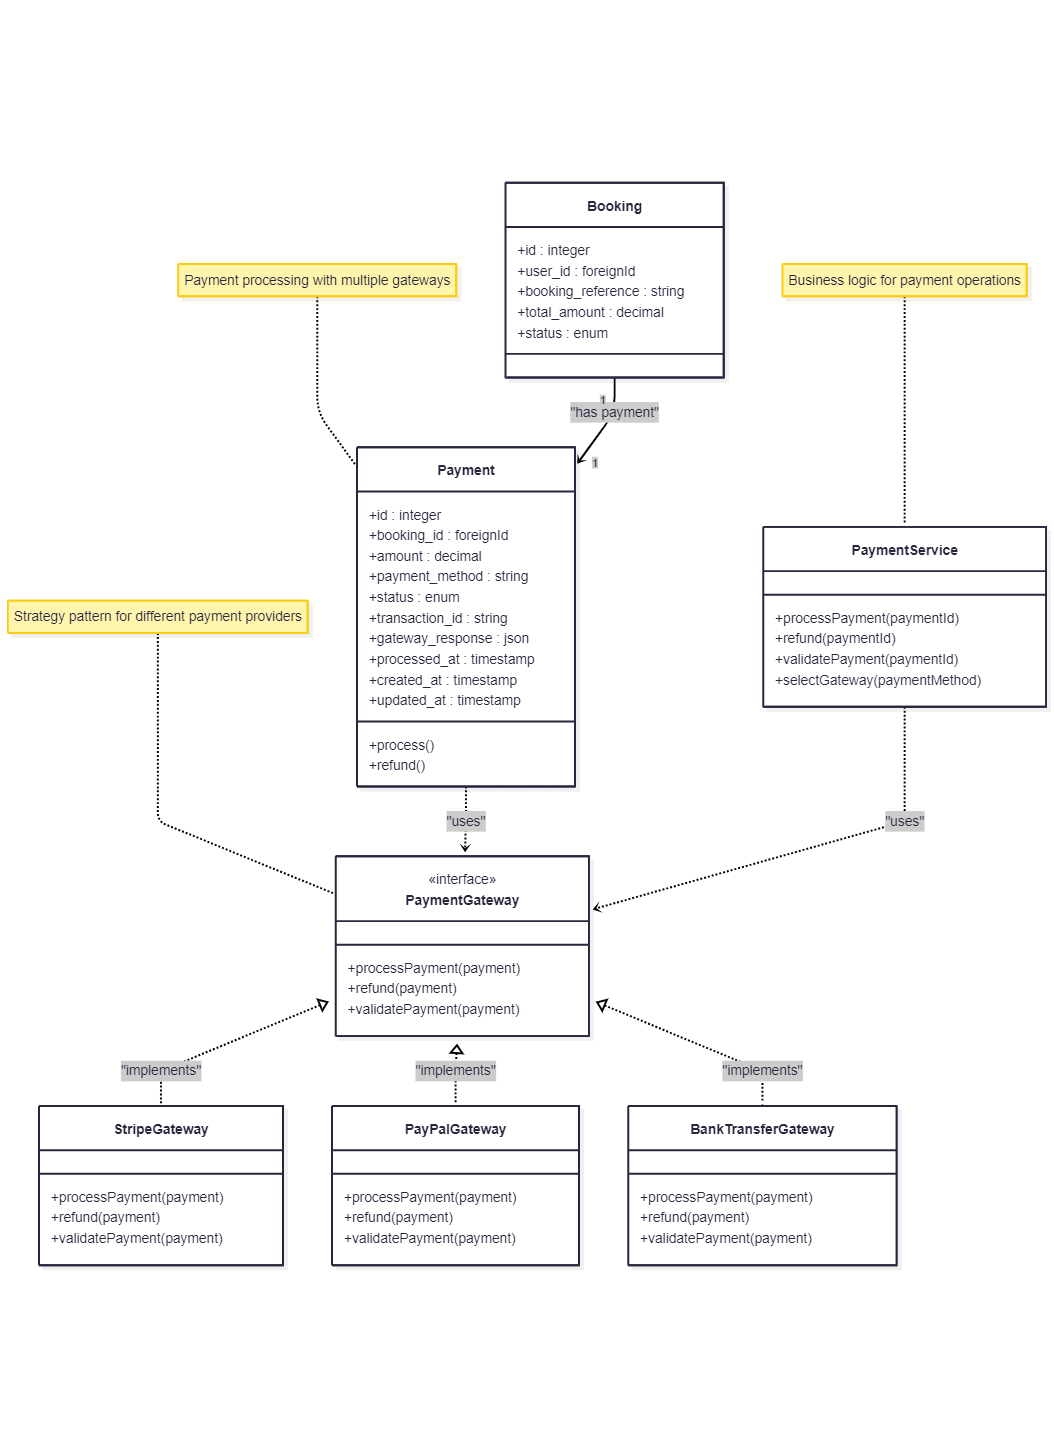 Booking
+id : integer
+user_id : foreignId
+booking_reference : string
+total_amount : decimal
+status : enum
Payment processing with multiple gateways
Business logic for payment operations
1
"has payment"
1
Payment
+id : integer
+booking_id : foreignId
+amount : decimal
+payment_method : string
+status : enum
+transaction_id : string
+gateway_response : json
+processed_at : timestamp
+created_at : timestamp
+updated_at : timestamp
+process()
+refund()
PaymentService
+processPayment(paymentId)
+refund(paymentId)
+validatePayment(paymentId)
+selectGateway(paymentMethod)
Strategy pattern for different payment providers
"uses"
"uses"
«interface»
PaymentGateway
+processPayment(payment)
+refund(payment)
+validatePayment(payment)
"implements"
"implements"
"implements"
StripeGateway
+processPayment(payment)
+refund(payment)
+validatePayment(payment)
PayPalGateway
+processPayment(payment)
+refund(payment)
+validatePayment(payment)
BankTransferGateway
+processPayment(payment)
+refund(payment)
+validatePayment(payment)